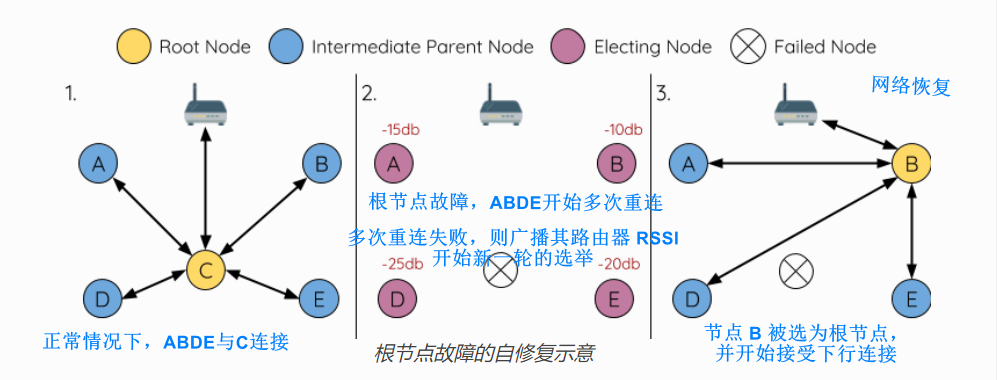 Root Node
Intermediate Parent Node
Electing Node
Failed Node
1.
A
B
C
D
E
正常情况下，ABDE与C连接
2.
-15db
-10db
A
B
根节点故障，ABDE开始多次重连
多次重连失败，则广播其路由器 RSSI
开始新一轮的选举
-25db
-20db
D
E
根节点故障的自修复示意
3.
网络恢复
A
B
D
E
节点 B 被选为根节点，
并开始接受下行连接